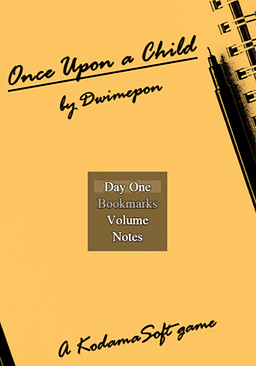 Once Upon a Child
by Dwimepon
Day One
Bookmarks
Volume
Notes
A KodamaSoft game